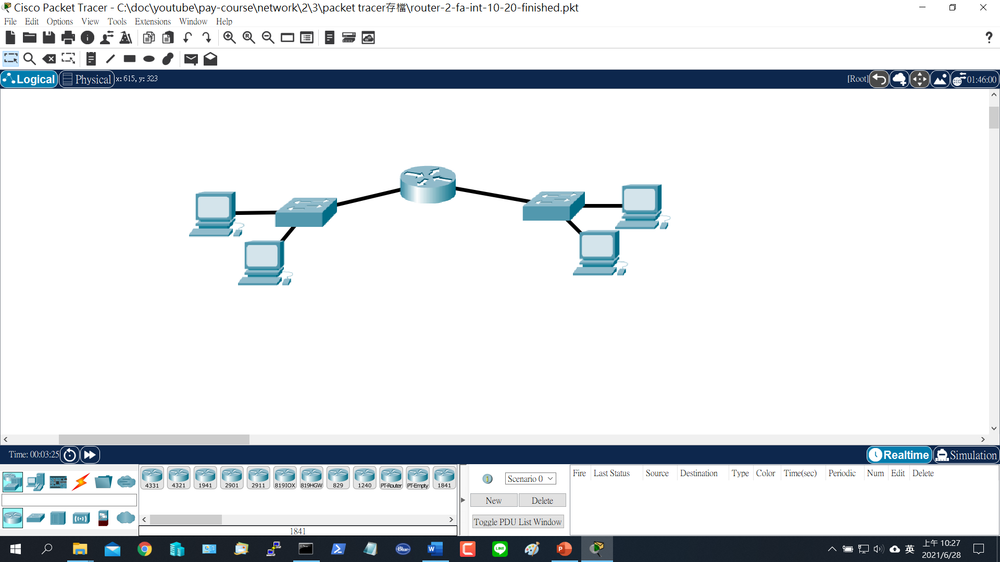 Cisco Packet Tracer - C:\doc\youtube\pay-course\network\2\3\packet tracer存檔\router-2-fa-int-10-20-finished.pkt
File Edit Options View Tools Extensions Window Help
Logical Physical x: 615, y: 323 [Root] 01:46:00
Time: 00:03:25 Realtime Simulation
4331 4321 1941 2901 2911 819IOX 819HGW 829 1240 PT-Router PT-Empty 1841
1841
1 Scenario 0
New Delete
Toggle PDU List Window
Fire Last Status Source Destination Type Color Time(sec) Periodic Num Edit Delete
Blue W LINE P 英
上午 10:27
2021/6/28